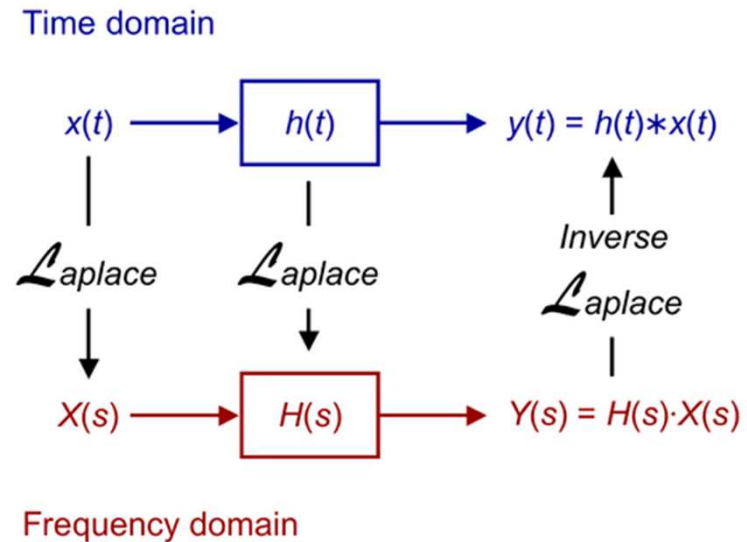 Time domain
x(t) h(t) y(t) = h(t)∗x(t)
Inverse
ℒaplace ℒaplace ℒaplace
X(s) H(s) Y(s) = H(s)·X(s)
Frequency domain